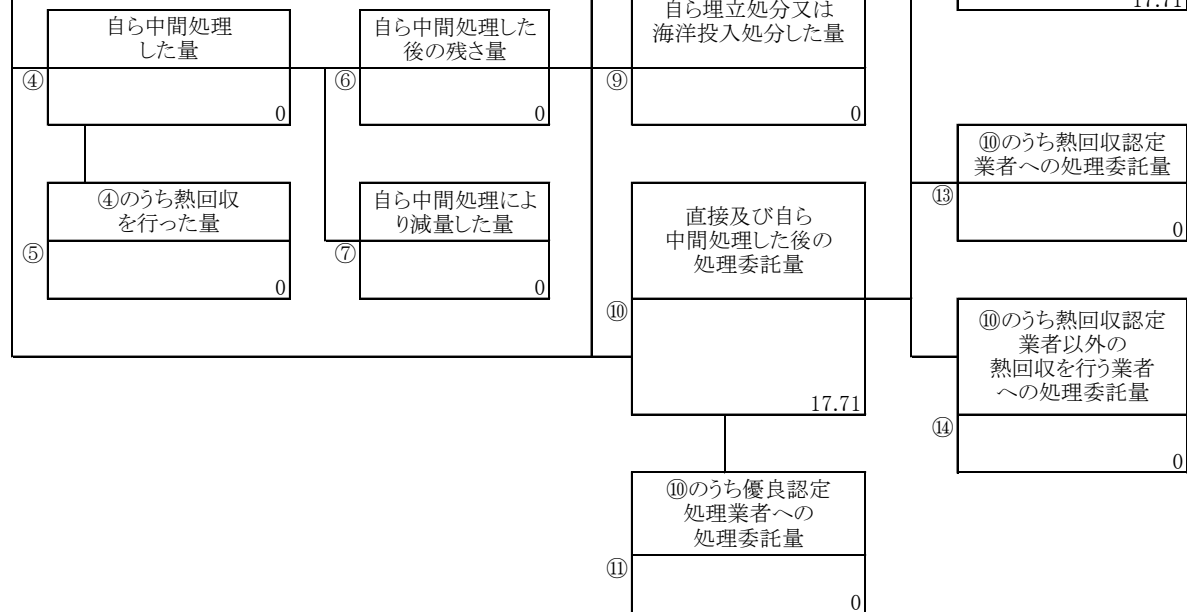 自ら中間処理
した量
④
0
自ら中間処理した
後の残さ量
⑥
0
自ら埋立処分又は
海洋投入処分した量
⑨
0
17.71
④のうち熱回収
を行った量
⑤
0
自ら中間処理によ
り減量した量
⑦
0
直接及び自ら
中間処理した後の
処理委託量
⑩
17.71
⑩のうち熱回収認定
業者への処理委託量
⑬
0
⑩のうち熱回収認定
業者以外の
熱回収を行う業者
への処理委託量
⑭
0
⑩のうち優良認定
処理業者への
処理委託量
⑪
0